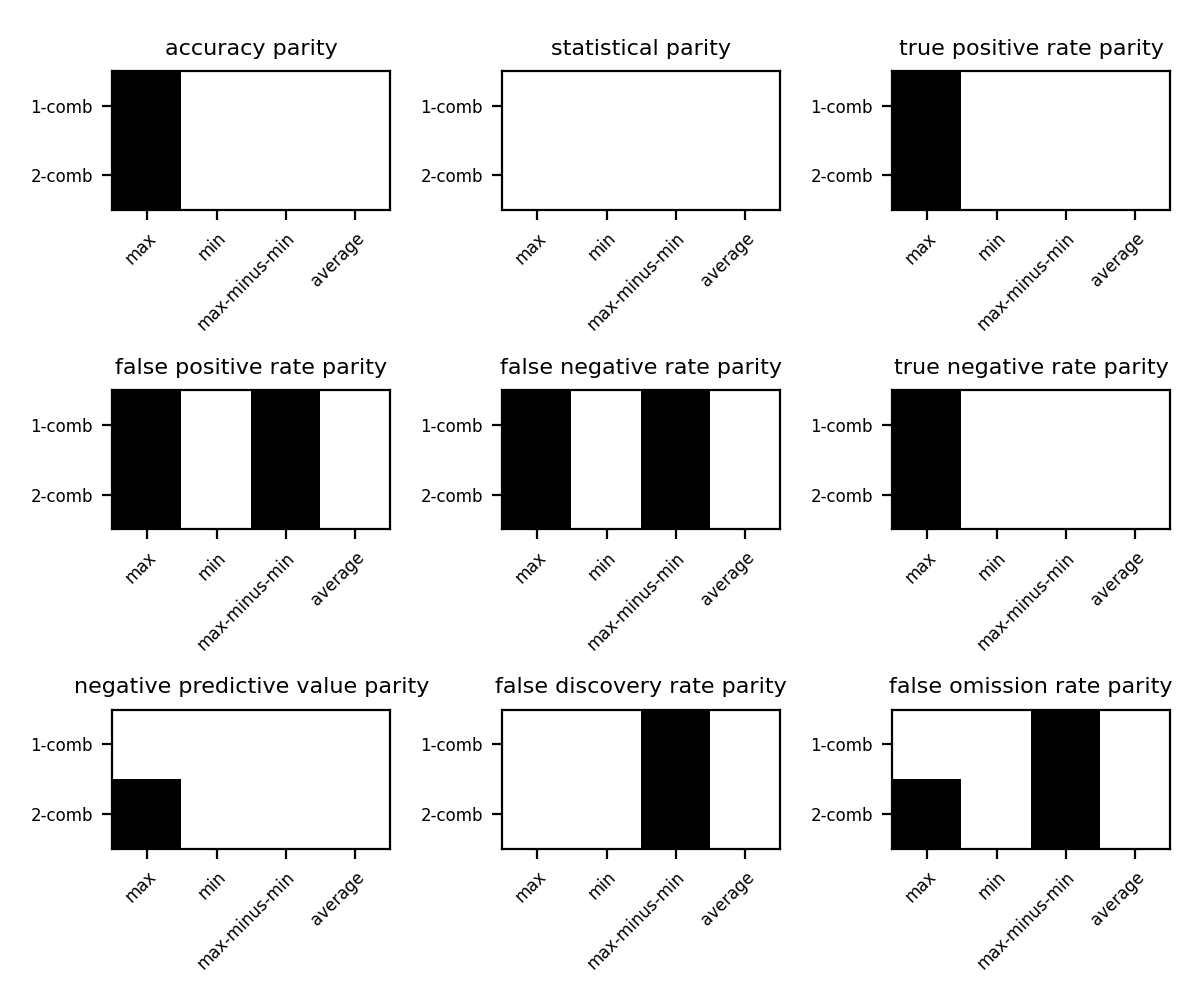 accuracy parity
statistical parity
true positive rate parity
1-comb
2-comb
max
min
max-minus-min
average
1-comb
2-comb
max
min
max-minus-min
average
1-comb
2-comb
max
min
max-minus-min
average
false positive rate parity
false negative rate parity
true negative rate parity
1-comb
2-comb
max
min
max-minus-min
average
1-comb
2-comb
max
min
max-minus-min
average
1-comb
2-comb
max
min
max-minus-min
average
negative predictive value parity
false discovery rate parity
false omission rate parity
1-comb
2-comb
max
min
max-minus-min
average
1-comb
2-comb
max
min
max-minus-min
average
1-comb
2-comb
max
min
max-minus-min
average